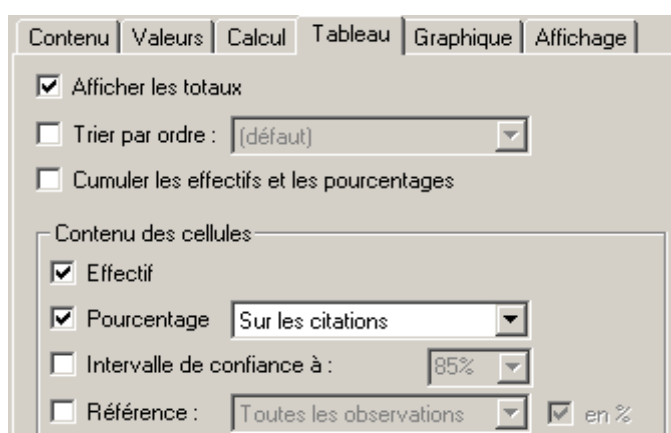 Contenu Valeurs Calcul Tableau Graphique Affichage
Afficher les totaux
Trier par ordre : (défaut)
Cumuler les effectifs et les pourcentages
Contenu des cellules
Effectif
Pourcentage Sur les citations
Intervalle de confiance à : 85%
Référence : Toutes les observations en %